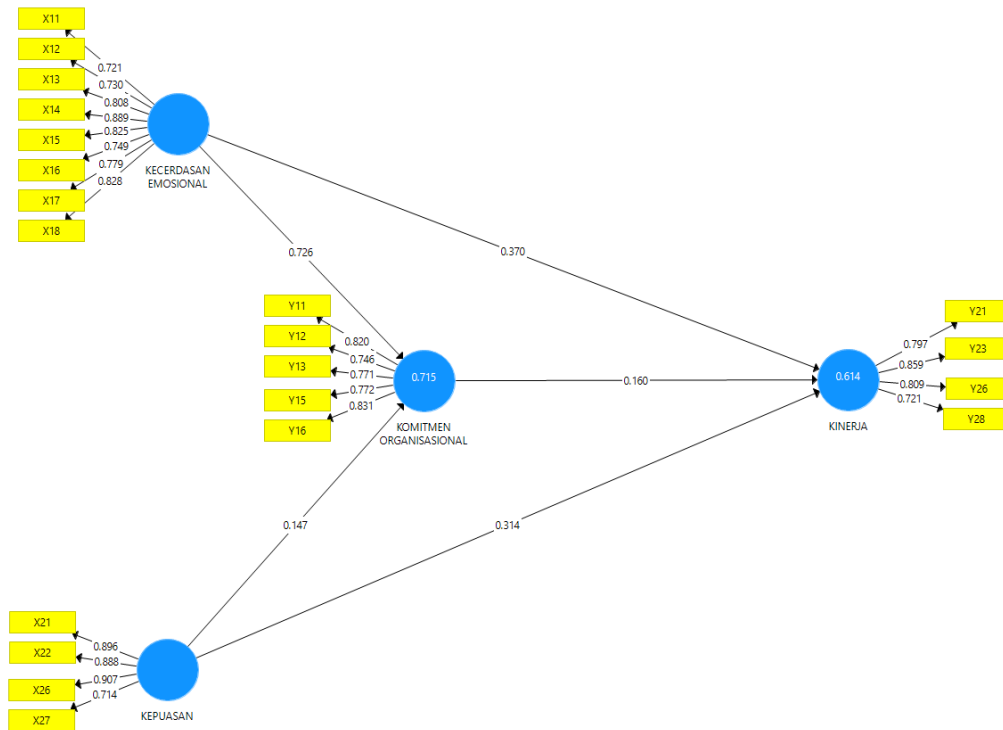 X11
X12
X13
X14
X15
X16
X17
X18
0.721
0.730
0.808
0.889
0.825
0.749
0.779
0.828
KECERDASAN
EMOSIONAL
0.726
0.370
Y11
Y12
Y13
Y15
Y16
0.820
0.746
0.771
0.772
0.831
0.715
KOMITMEN
ORGANISASIONAL
0.160
0.614
KINERJA
0.797
0.859
0.809
0.721
Y21
Y23
Y26
Y28
0.147
0.314
X21
X22
X26
X27
0.896
0.888
0.907
0.714
KEPUASAN